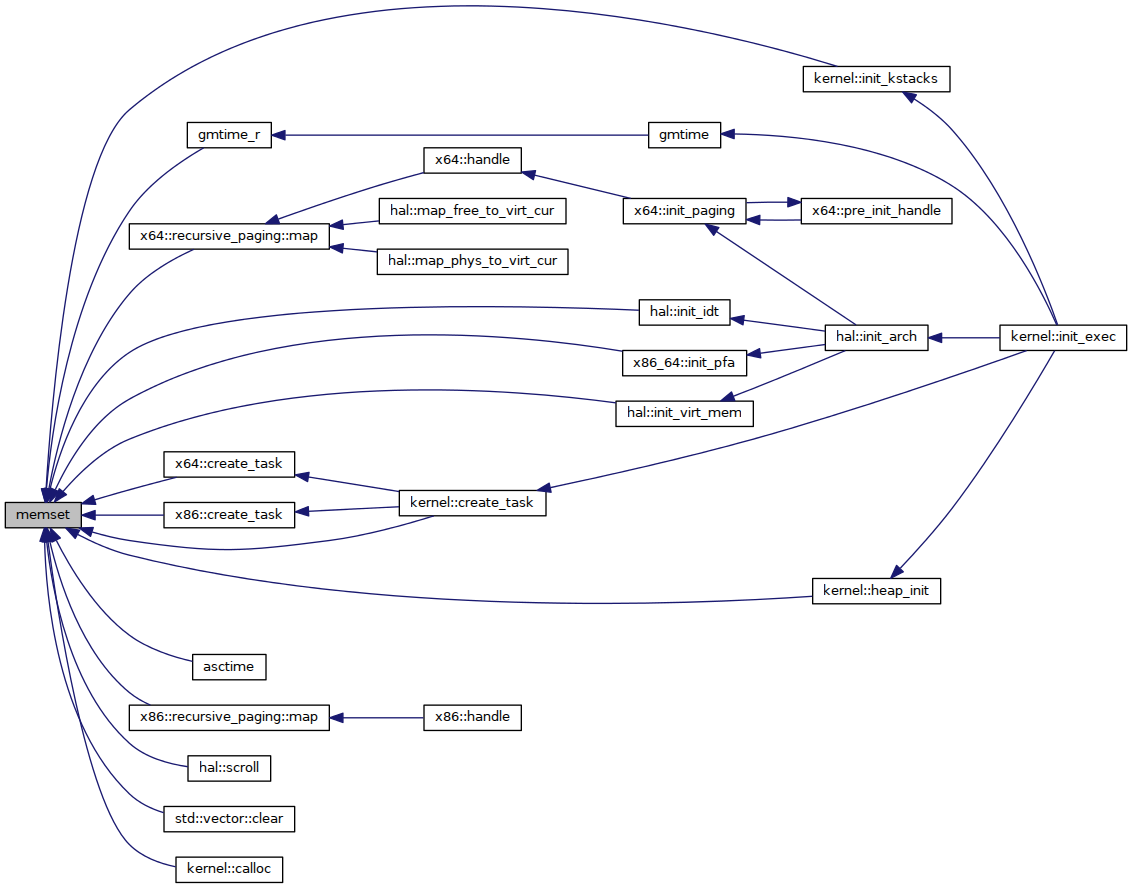 kernel::init_kstacks
gmtime_r
gmtime
x64::handle
hal::map_free_to_virt_cur
x64::init_paging
x64::pre_init_handle
x64::recursive_paging::map
hal::map_phys_to_virt_cur
hal::init_idt
hal::init_arch
kernel::init_exec
x86_64::init_pfa
hal::init_virt_mem
x64::create_task
kernel::create_task
memset
x86::create_task
kernel::heap_init
asctime
x86::recursive_paging::map
x86::handle
hal::scroll
std::vector::clear
kernel::calloc